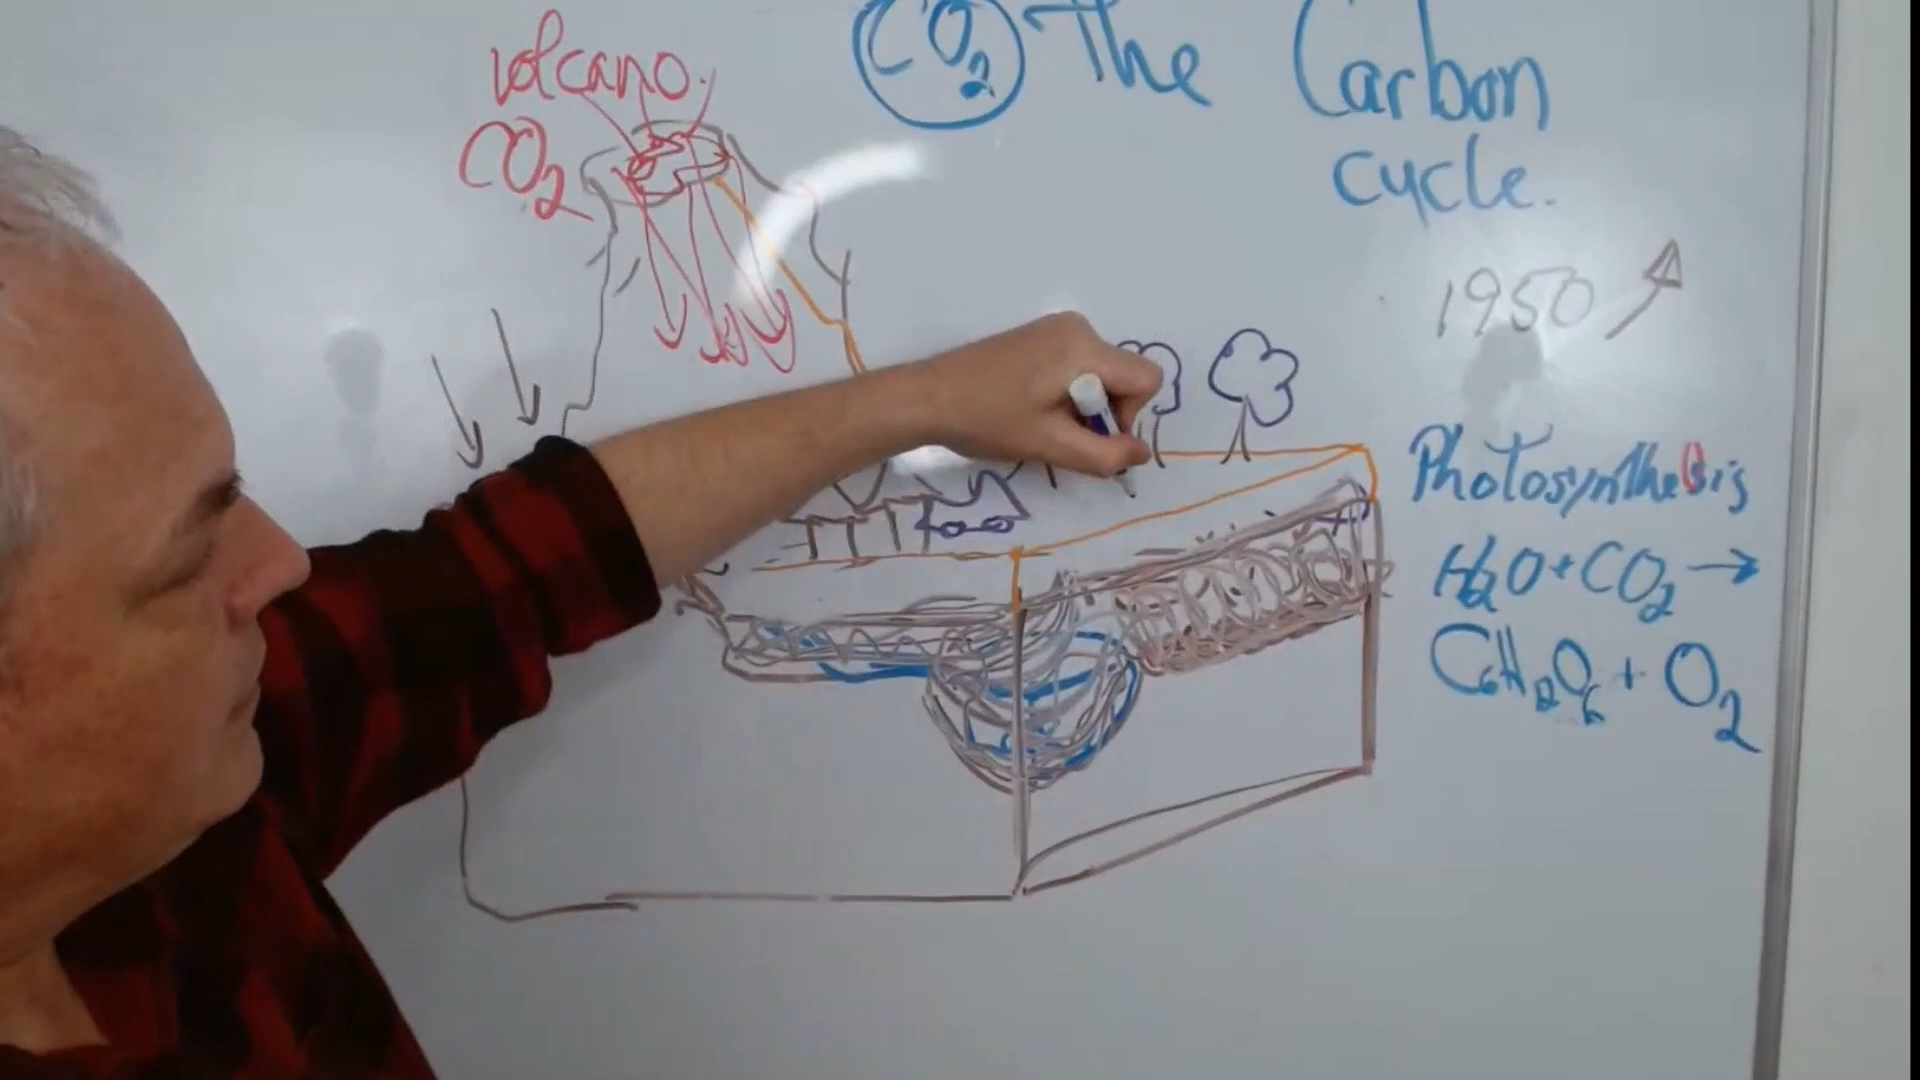 volcano.
CO₂
CO₂ The Carbon
cycle.
1950
Photosynthesis
H₂O + CO₂ →
C₆H₁₂O₆ + O₂